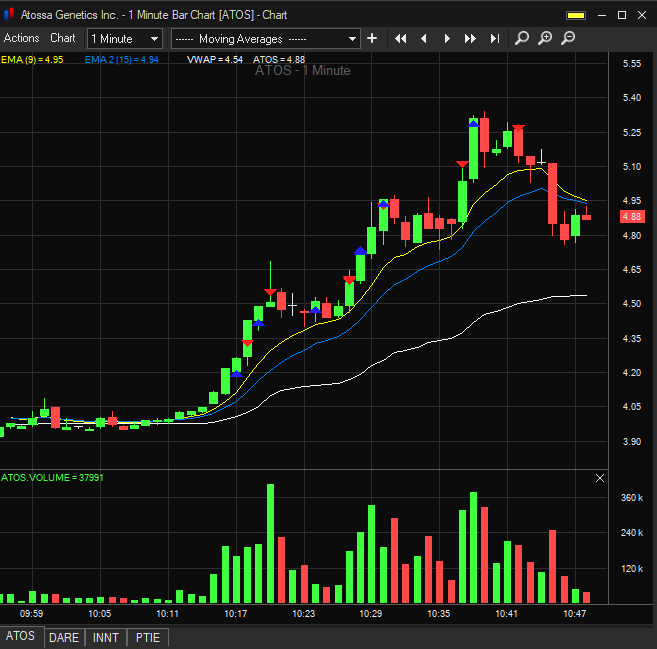 Atossa Genetics Inc. - 1 Minute Bar Chart [ATOS] - Chart
Actions Chart 1 Minute ------ Moving Averages ------
EMA (9) = 4.95 EMA 2 (15) = 4.94 VWAP = 4.54 ATOS = 4.88
ATOS - 1 Minute
5.55
5.40
5.25
5.10
4.95
4.88
4.80
4.65
4.50
4.35
4.20
4.05
3.90
ATOS.VOLUME = 37991
360 k
240 k
120 k
09:59 10:05 10:11 10:17 10:23 10:29 10:35 10:41 10:47
ATOS DARE INNT PTIE